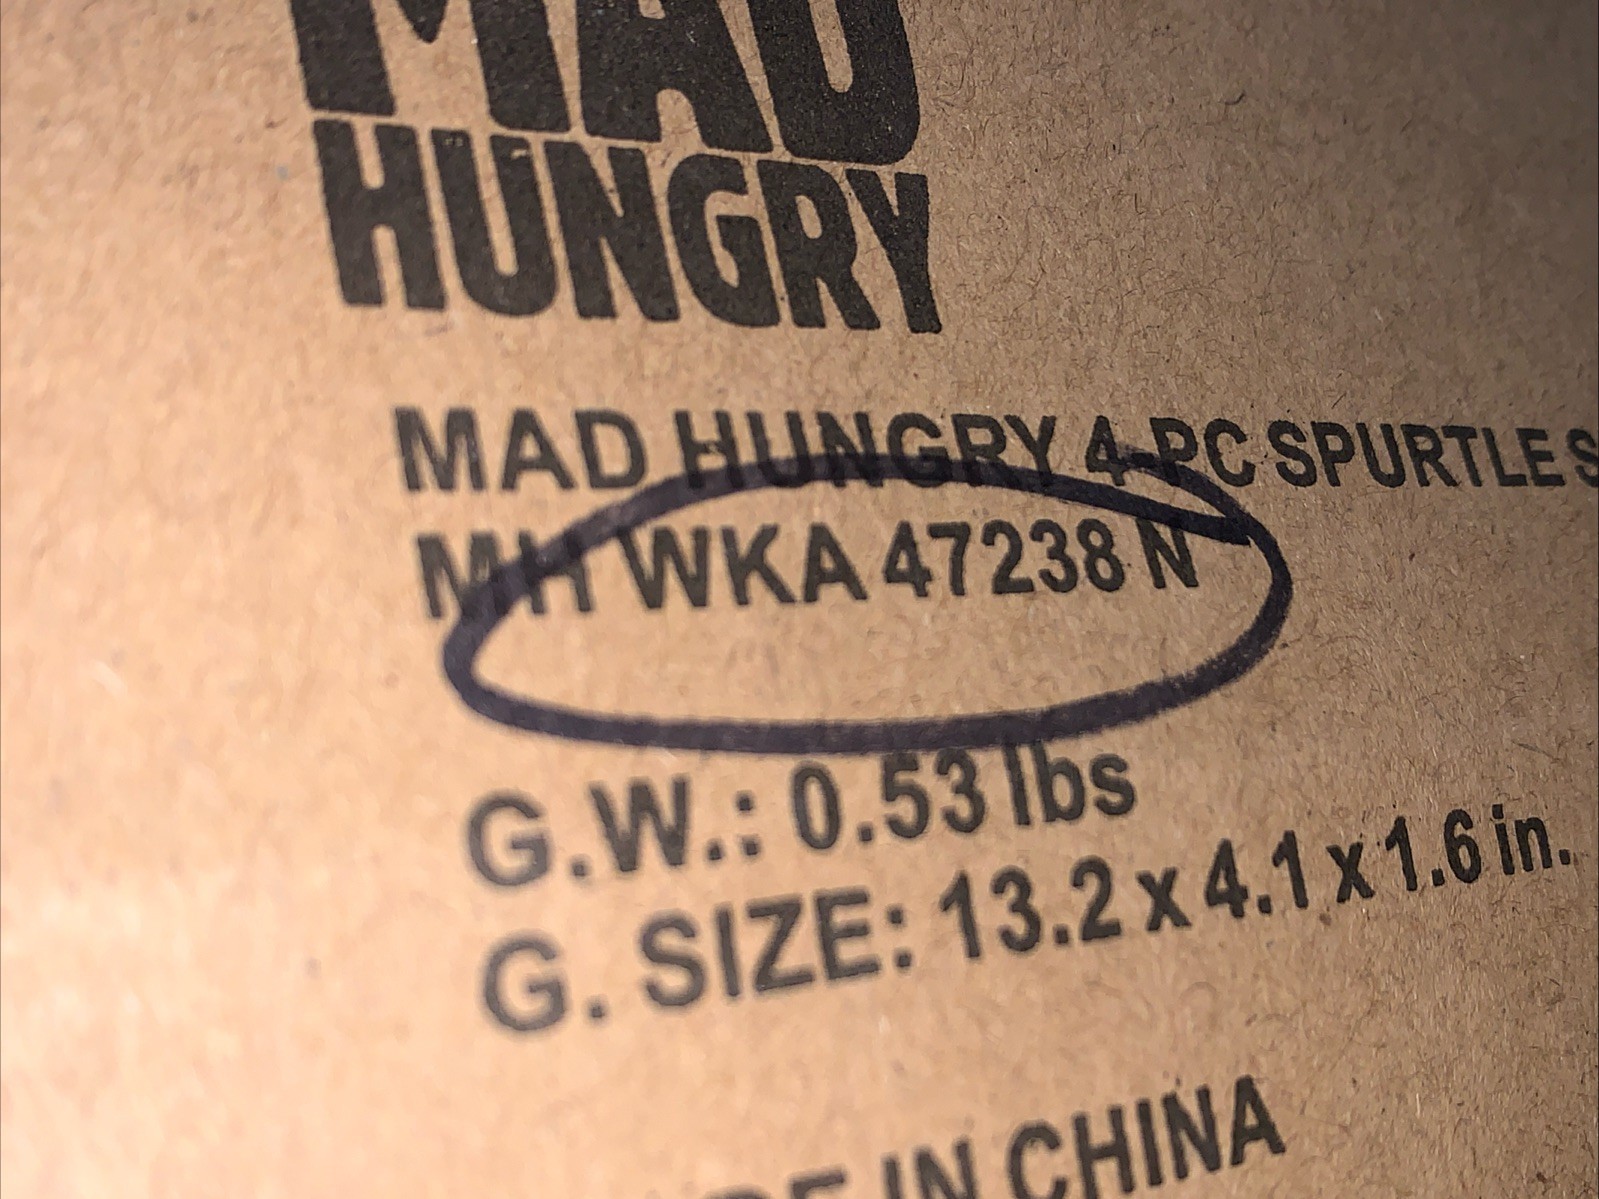 MAD
HUNGRY
MAD HUNGRY 4-PC SPURTLE
MH WKA 47238 N
G.W.: 0.53 lbs
G. SIZE: 13.2 x 4.1 x 1.6 in.
IN CHINA